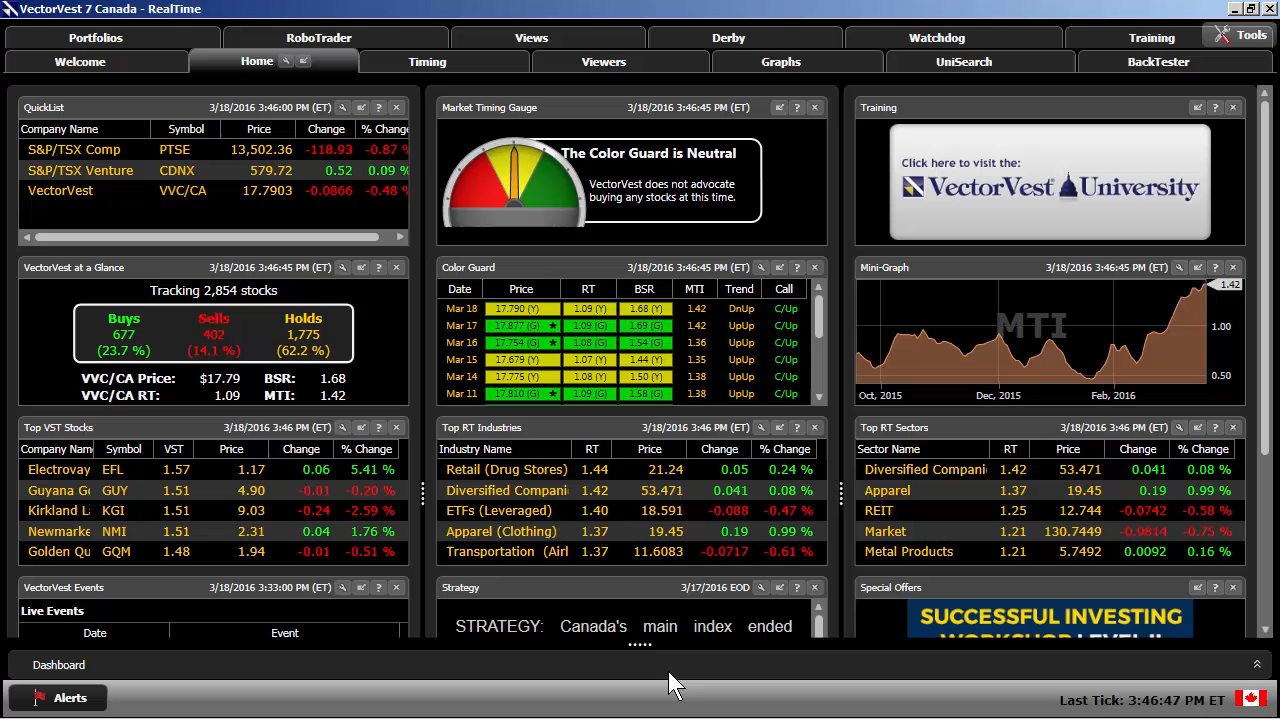 VectorVest 7 Canada - RealTime
Portfolios RoboTrader Views Derby Watchdog Training Tools
Welcome Home Timing Viewers Graphs UniSearch BackTester
QuickList 3/18/2016 3:46:00 PM (ET) ?
Company Name Symbol Price Change % Change
S&P/TSX Comp PTSE 13,502.36 -118.93 -0.87 %
S&P/TSX Venture CDNX 579.72 0.52 0.09 %
VectorVest VVC/CA 17.7903 -0.0866 -0.48 %
Market Timing Gauge 3/18/2016 3:46:45 PM (ET) ?
The Color Guard is Neutral
VectorVest does not advocate
buying any stocks at this time.
Training ?
Click here to visit the:
VectorVest® University
VectorVest at a Glance 3/18/2016 3:46:45 PM (ET) ?
Tracking 2,854 stocks
Buys Sells Holds
677 402 1,775
(23.7 %) (14.1 %) (62.2 %)
VVC/CA Price: $17.79 BSR: 1.68
VVC/CA RT: 1.09 MTI: 1.42
Color Guard 3/18/2016 3:46:45 PM (ET) ?
Date Price RT BSR MTI Trend Call
Mar 18 17.790 (Y) 1.09 (Y) 1.68 (Y) 1.42 DnUp C/Up
Mar 17 17.877 (G) ★ 1.09 (G) 1.69 (G) 1.42 UpUp C/Up
Mar 16 17.754 (G) ★ 1.08 (G) 1.54 (G) 1.36 UpUp C/Up
Mar 15 17.679 (Y) 1.07 (Y) 1.44 (Y) 1.35 UpUp C/Up
Mar 14 17.775 (Y) 1.08 (Y) 1.50 (Y) 1.38 UpUp C/Up
Mar 11 17.810 (G) ★ 1.09 (G) 1.58 (G) 1.38 UpUp C/Up
Mini-Graph 3/18/2016 3:46:45 PM (ET) ?
1.42
MTI
1.00
0.50
Oct, 2015 Dec, 2015 Feb, 2016
Top VST Stocks 3/18/2016 3:46 PM (ET) ?
Company Name Symbol VST Price Change % Change
Electrovay EFL 1.57 1.17 0.06 5.41 %
Guyana Go GUY 1.51 4.90 -0.01 -0.20 %
Kirkland La KGI 1.51 9.03 -0.24 -2.59 %
Newmarke NMI 1.51 2.31 0.04 1.76 %
Golden Qu GQM 1.48 1.94 -0.01 -0.51 %
Top RT Industries 3/18/2016 3:46 PM (ET) ?
Industry Name RT Price Change % Change
Retail (Drug Stores) 1.44 21.24 0.05 0.24 %
Diversified Compani 1.42 53.471 0.041 0.08 %
ETFs (Leveraged) 1.40 18.591 -0.088 -0.47 %
Apparel (Clothing) 1.37 19.45 0.19 0.99 %
Transportation (Airl 1.37 11.6083 -0.0717 -0.61 %
Top RT Sectors 3/18/2016 3:46 PM (ET) ?
Sector Name RT Price Change % Change
Diversified Compani 1.42 53.471 0.041 0.08 %
Apparel 1.37 19.45 0.19 0.99 %
REIT 1.25 12.744 -0.0742 -0.58 %
Market 1.21 130.7449 -0.9814 -0.75 %
Metal Products 1.21 5.7492 0.0092 0.16 %
VectorVest Events 3/18/2016 3:33:00 PM (ET) ?
Live Events
Date Event
Strategy 3/17/2016 EOD ?
STRATEGY: Canada's main index ended
Special Offers ?
SUCCESSFUL INVESTING
WORKSHOP LEVEL II
Dashboard
Alerts Last Tick: 3:46:47 PM ET